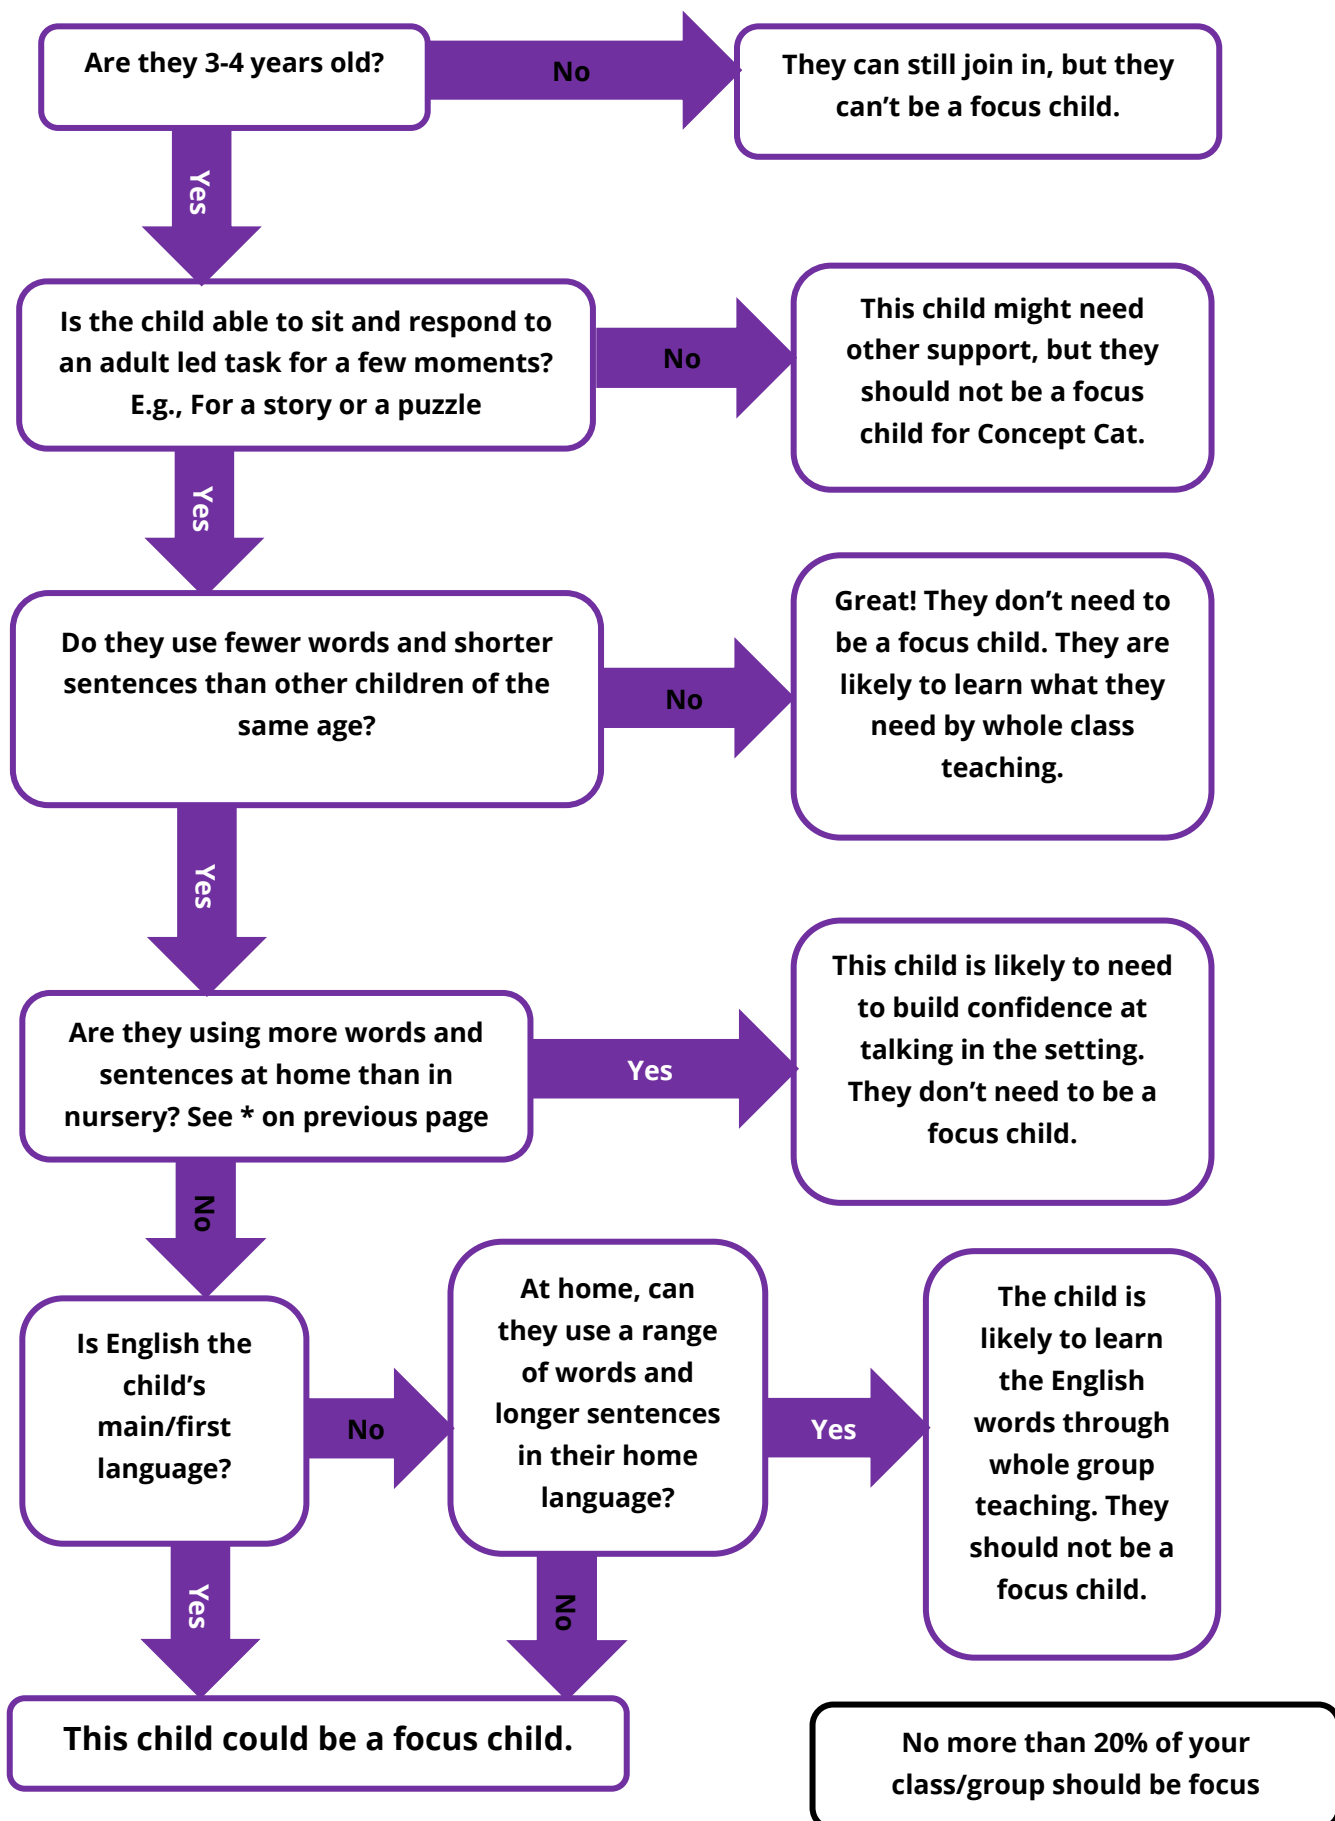 Are they 3-4 years old?
No
They can still join in, but they
can’t be a focus child.
Yes
Is the child able to sit and respond to
an adult led task for a few moments?
E.g., For a story or a puzzle
No
This child might need
other support, but they
should not be a focus
child for Concept Cat.
Yes
Do they use fewer words and shorter
sentences than other children of the
same age?
No
Great! They don’t need to
be a focus child. They are
likely to learn what they
need by whole class
teaching.
Yes
Are they using more words and
sentences at home than in
nursery? See * on previous page
Yes
This child is likely to need
to build confidence at
talking in the setting.
They don’t need to be a
focus child.
No
Is English the
child’s
main/first
language?
No
At home, can
they use a range
of words and
longer sentences
in their home
language?
Yes
The child is
likely to learn
the English
words through
whole group
teaching. They
should not be a
focus child.
Yes
No
This child could be a focus child.
No more than 20% of your
class/group should be focus